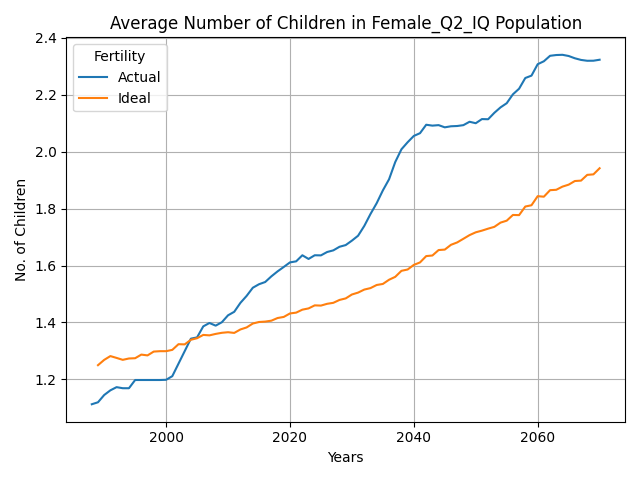 Average Number of Children in Female_Q2_IQ Population
No. of Children
2.4
2.2
2.0
1.8
1.6
1.4
1.2
Fertility
Actual
Ideal
2000
2020
2040
2060
Years